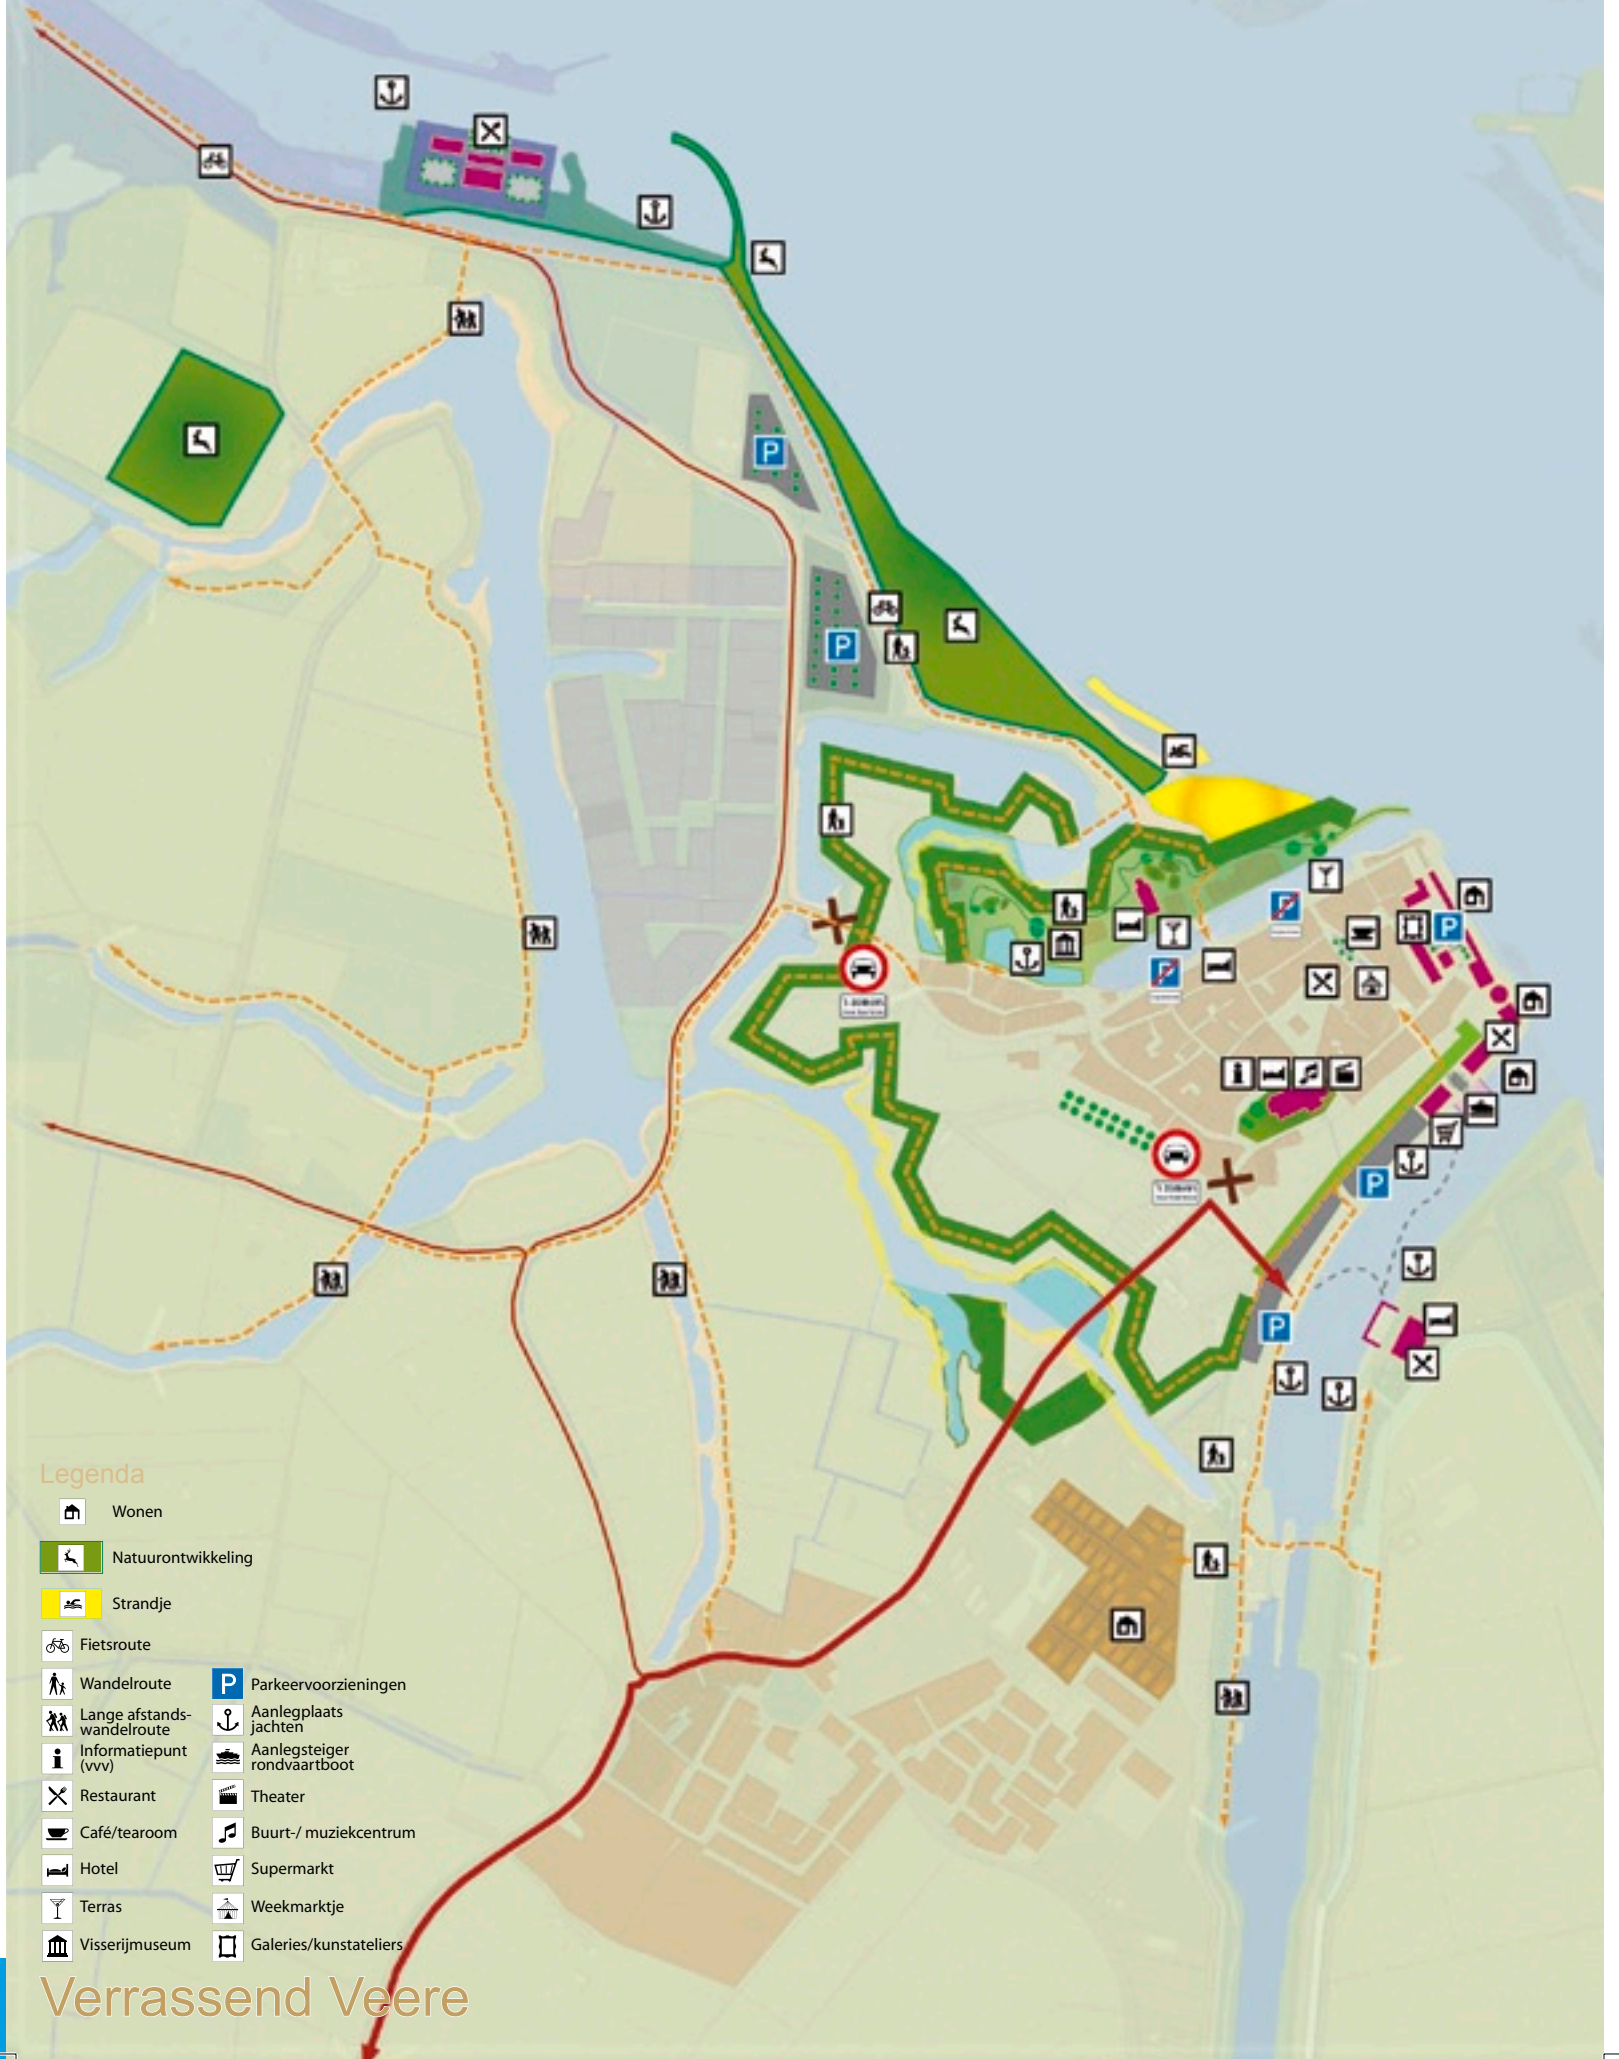 P
P
P
P
P
P
P
P
Legenda
Wonen
Natuurontwikkeling
Strandje
Fietsroute
Wandelroute
Lange afstands-
wandelroute
Informatiepunt
(vvv)
Restaurant
Café/tearoom
Hotel
Terras
Visserijmuseum
P Parkeervoorzieningen
Aanlegplaats
jachten
Aanlegsteiger
rondvaartboot
Theater
Buurt-/ muziekcentrum
Supermarkt
Weekmarktje
Galeries/kunstateliers
Verrassend Veere